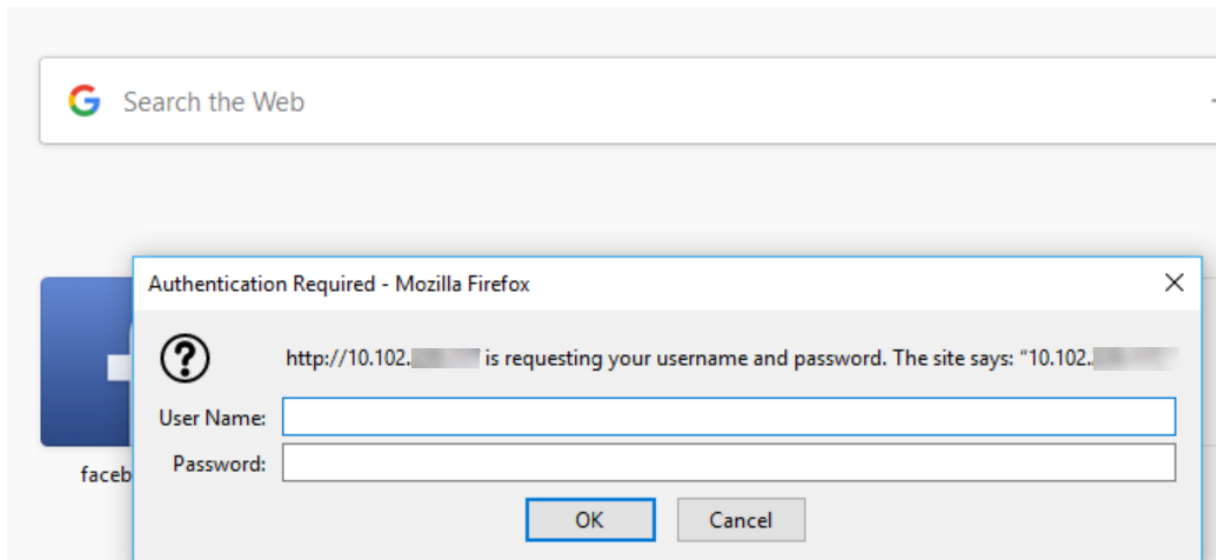 Search the Web
Authentication Required - Mozilla Firefox
http://10.102. is requesting your username and password. The site says: “10.102.
User Name:
faceb
Password:
OK
Cancel